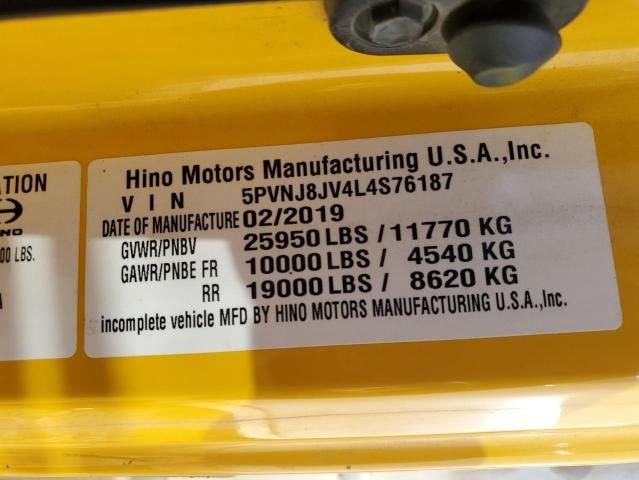 ATION
NO
00 LBS.
A
Hino Motors Manufacturing U.S.A.,Inc.
V I N 5PVNJ8JV4L4S76187
DATE OF MANUFACTURE 02/2019
GVWR/PNBV 25950 LBS / 11770 KG
GAWR/PNBE FR 10000 LBS / 4540 KG
RR 19000 LBS / 8620 KG
incomplete vehicle MFD BY HINO MOTORS MANUFACTURING U.S.A.,Inc.